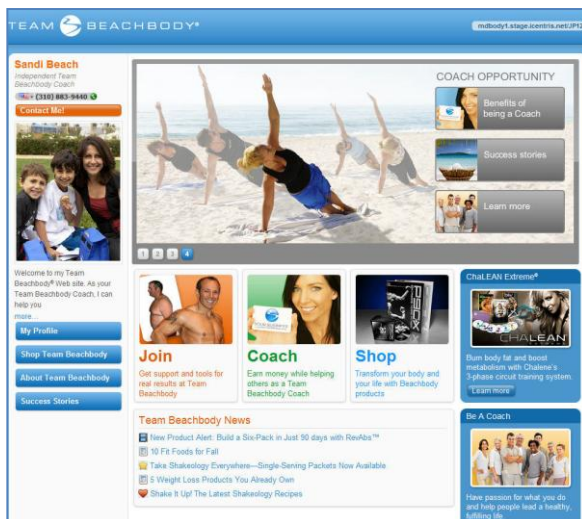 TEAM BEACHBODY®
mdbody1.stage.icentris.net/JP12
Sandi Beach
Independent Team
Beachbody Coach
(310) 883-9440
Contact Me!
Welcome to my Team
Beachbody® Web site. As your
Team Beachbody Coach, I can
help you
more...
My Profile
Shop Team Beachbody
About Team Beachbody
Success Stories
COACH OPPORTUNITY
Benefits of
being a Coach
Success stories
Learn more
1 2 3 4
Join
Get support and tools for
real results at Team
Beachbody
Coach
Earn money while helping
others as a Team
Beachbody Coach
Shop
Transform your body and
your life with Beachbody
products
P90X
Team Beachbody News
New Product Alert: Build a Six-Pack in Just 90 days with RevAbs™
10 Fit Foods for Fall
Take Shakeology Everywhere—Single-Serving Packets Now Available
5 Weight Loss Products You Already Own
Shake It Up! The Latest Shakeology Recipes
ChaLEAN Extreme®
CHALEAN
Burn body fat and boost
metabolism with Chalene's
3-phase circuit training system.
Learn more
Be A Coach
Have passion for what you do
and help people lead a healthy,
fulfilling life